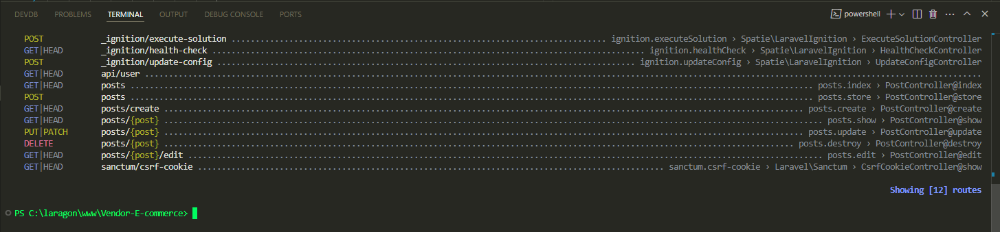 DEVDB PROBLEMS TERMINAL OUTPUT DEBUG CONSOLE PORTS powershell
POST _ignition/execute-solution ........ ignition.executeSolution › Spatie\LaravelIgnition › ExecuteSolutionController
GET|HEAD _ignition/health-check ........ ignition.healthCheck › Spatie\LaravelIgnition › HealthCheckController
POST _ignition/update-config ........ ignition.updateConfig › Spatie\LaravelIgnition › UpdateConfigController
GET|HEAD api/user ........
GET|HEAD posts ........ posts.index › PostController@index
POST posts ........ posts.store › PostController@store
GET|HEAD posts/create ........ posts.create › PostController@create
GET|HEAD posts/{post} ........ posts.show › PostController@show
PUT|PATCH posts/{post} ........ posts.update › PostController@update
DELETE posts/{post} ........ posts.destroy › PostController@destroy
GET|HEAD posts/{post}/edit ........ posts.edit › PostController@edit
GET|HEAD sanctum/csrf-cookie ........ sanctum.csrf-cookie › Laravel\Sanctum › CsrfCookieController@show
Showing [12] routes
PS C:\laragon\www\Vendor-E-commerce>